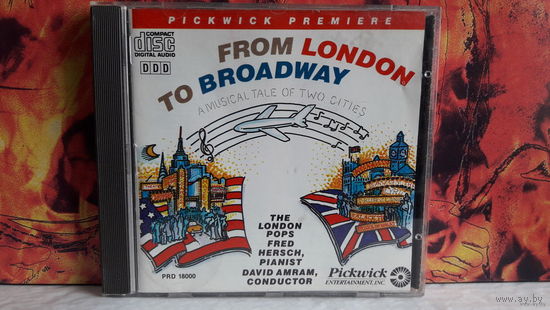 PICKWICK PREMIERE
COMPACT
disc
DIGITAL AUDIO
DDD
FROM LONDON
TO BROADWAY
A MUSICAL TALE OF TWO CITIES
THE
LONDON
POPS
FRED
HERSCH,
PIANIST
DAVID AMRAM,
CONDUCTOR
PRD 18000
Pickwick
ENTERTAINMENT, INC.
www.ay.by